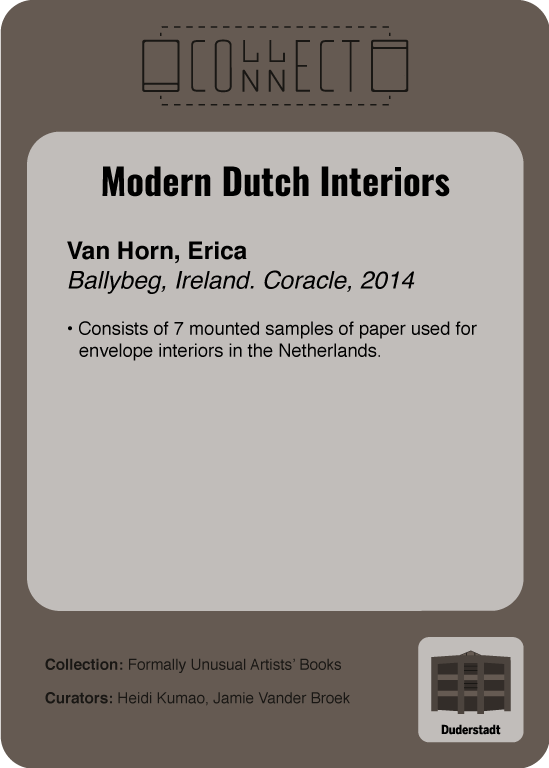 COLLECT
CONNECT
Modern Dutch Interiors
Van Horn, Erica
Ballybeg, Ireland. Coracle, 2014
• Consists of 7 mounted samples of paper used for
envelope interiors in the Netherlands.
Collection: Formally Unusual Artists’ Books
Curators: Heidi Kumao, Jamie Vander Broek
Duderstadt